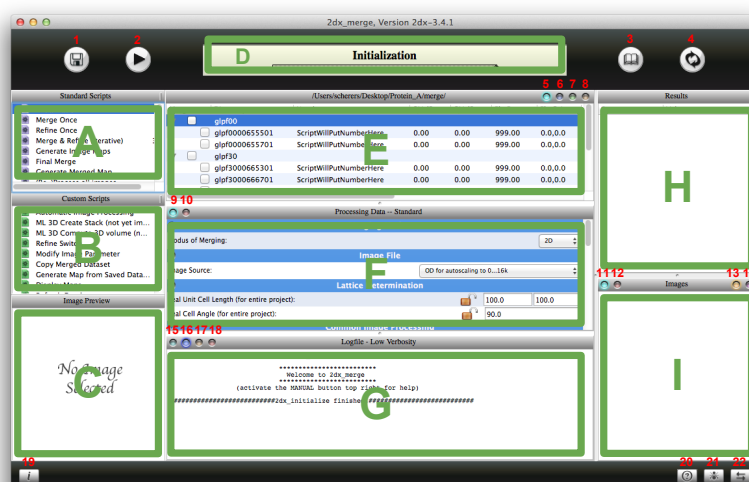 2dx_merge, Version 2dx-3.4.1
1 2 3 4
D
Initialization
Standard Scripts
/Users/scherers/Desktop/Protein_A/merge/
5 6 7 8
Results
A
Merge Once
Refine Once
Merge & Refine (iterative)
Generate Image Maps
Final Merge
Generate Merged Map
E
glpf00
glpf0000655501 ScriptWillPutNumberHere 0.00 0.00 999.00 0.0,0.0
glpf0000655701 ScriptWillPutNumberHere 0.00 0.00 999.00 0.0,0.0
glpf30
glpf3000665301 ScriptWillPutNumberHere 0.00 0.00 999.00 0.0,0.0
glpf3000666701 ScriptWillPutNumberHere 0.00 0.00 999.00 0.0,0.0
H
Custom Scripts
B
Automatic Image Processing
ML 3D Create Stack (not yet im...
ML 3D Compute 3D volume (n...
Refine Switch
Modify Image Parameter
Copy Merged Dataset
Generate Map from Saved Data...
9 10
Processing Data -- Standard
F
Modus of Merging: 2D
Image File
Image Source: OD for autoscaling to 0...16k
Lattice Determination
Real Unit Cell Length (for entire project): 100.0 100.0
Real Cell Angle (for entire project): 90.0
Common Image Processing
11 12
Images
13
I
Image Preview
C
No Image
Selected
15 16 17 18
Logfile - Low Verbosity
G
*************************
Welcome to 2dx_merge
*************************
(activate the MANUAL button top right for help)
2dx_initialize finished
19
i
20 21 22